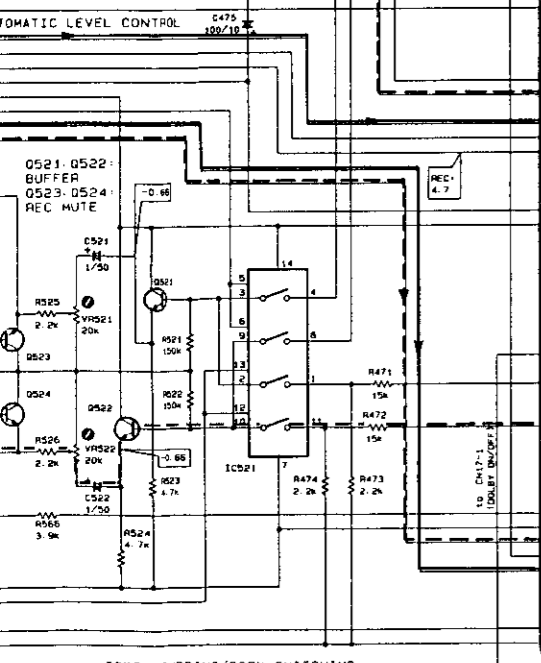 TOMATIC LEVEL CONTROL
C475
100/10
Q521, Q522:
BUFFER
Q523, Q524:
REC MUTE
-0.66
REC:
4.7
C521
1/50
Q521
14
5
3
4
6
9
8
13
2
1
12
10
11
7
IC521
R525
2.2k
VR521
20k
Q523
R521
150k
R522
150k
Q524
Q522
R526
2.2k
VR522
20k
-0.66
C522
1/50
R523
4.7k
R524
4.7k
R566
3.9k
R471
15k
R472
15k
R474
2.2k
R473
2.2k
to CN17-1
(DOLBY ON/OFF)